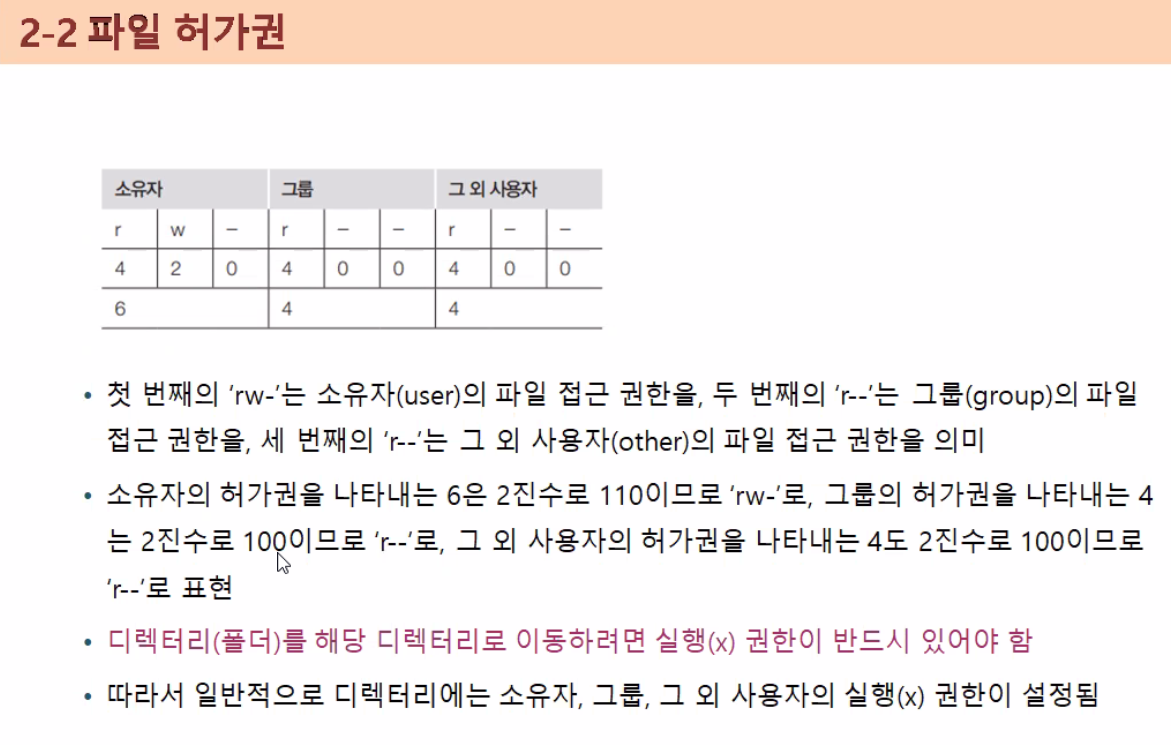 2-2 파일 허가권
소유자 그룹 그 외 사용자
r w - r - - r - -
4 2 0 4 0 0 4 0 0
6 4 4
• 첫 번째의 ‘rw-’는 소유자(user)의 파일 접근 권한을, 두 번째의 ‘r--’는 그룹(group)의 파일
접근 권한을, 세 번째의 ‘r--’는 그 외 사용자(other)의 파일 접근 권한을 의미
• 소유자의 허가권을 나타내는 6은 2진수로 110이므로 ‘rw-’로, 그룹의 허가권을 나타내는 4
는 2진수로 100이므로 ‘r--’로, 그 외 사용자의 허가권을 나타내는 4도 2진수로 100이므로
‘r--’로 표현
• 디렉터리(폴더)를 해당 디렉터리로 이동하려면 실행(x) 권한이 반드시 있어야 함
• 따라서 일반적으로 디렉터리에는 소유자, 그룹, 그 외 사용자의 실행(x) 권한이 설정됨